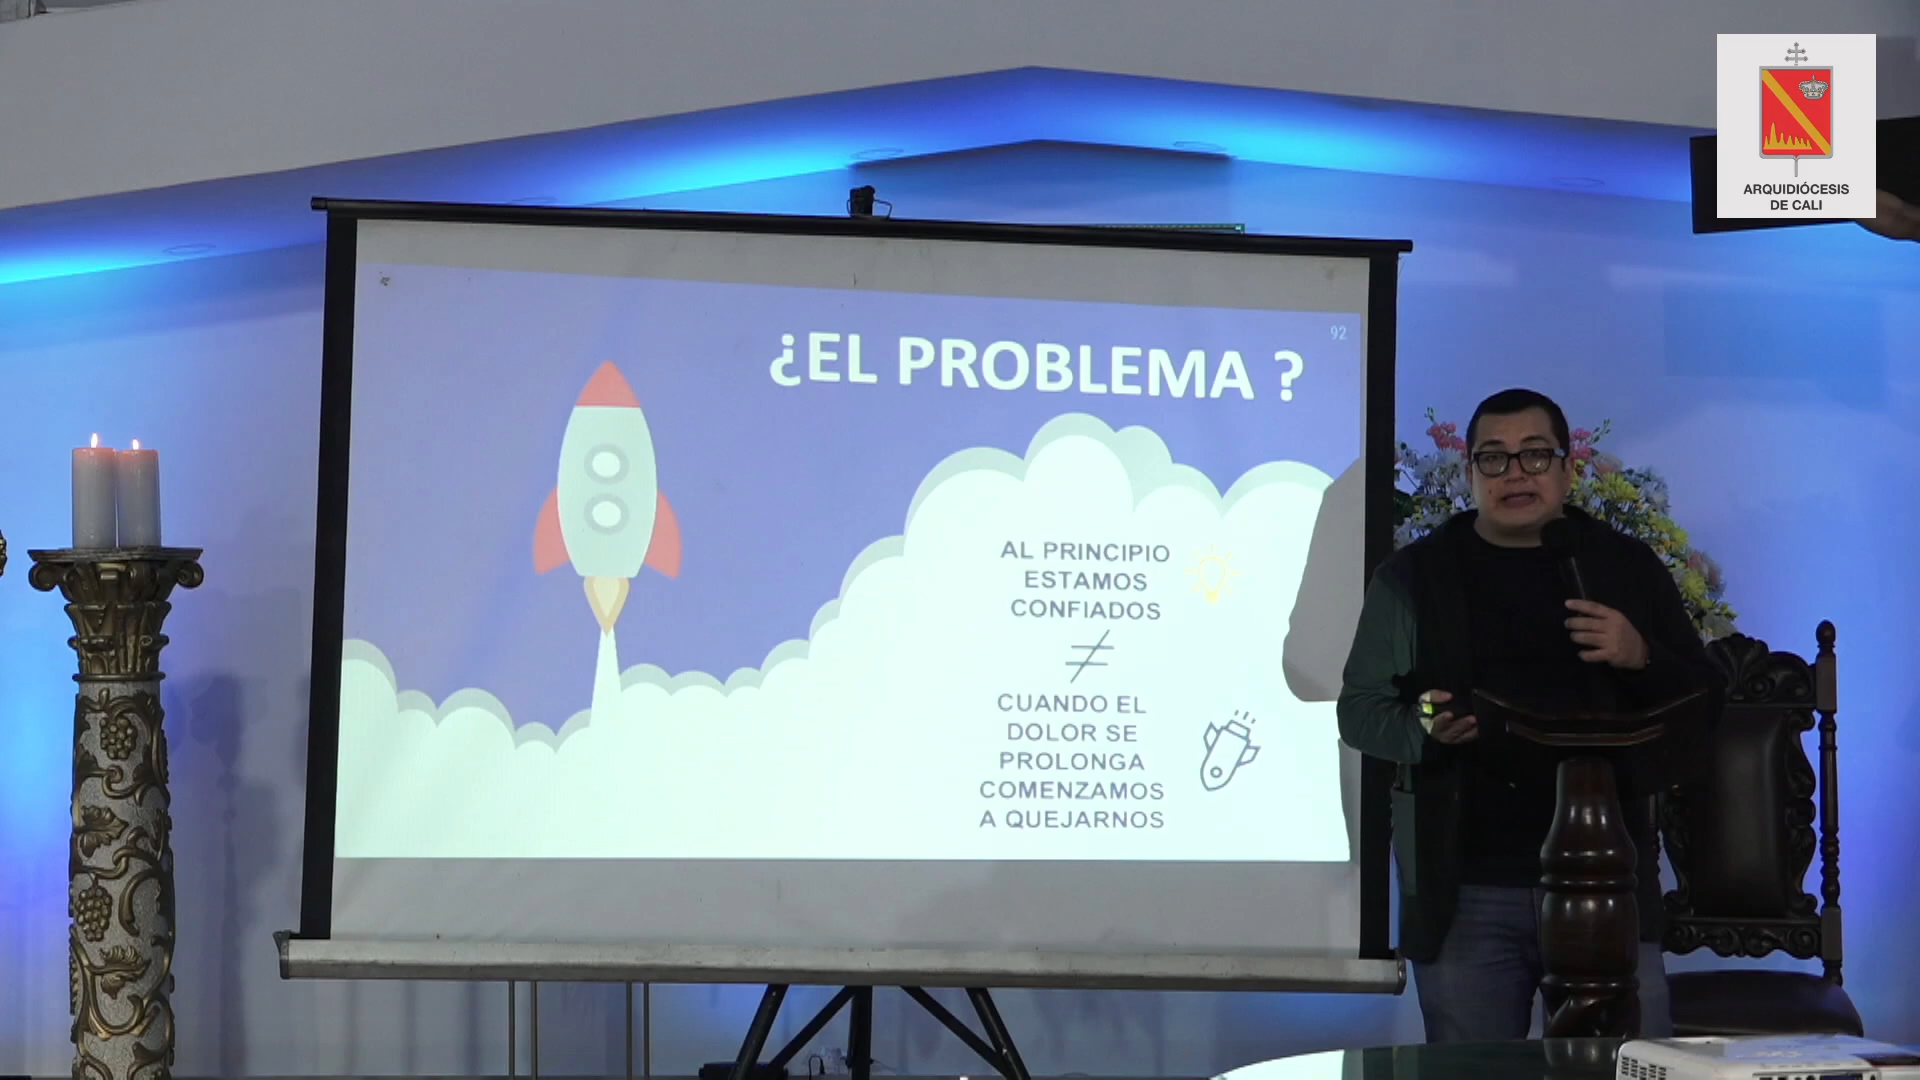 ARQUIDIÓCESIS
DE CALI
92
¿EL PROBLEMA ?
AL PRINCIPIO
ESTAMOS
CONFIADOS
≠
CUANDO EL
DOLOR SE
PROLONGA
COMENZAMOS
A QUEJARNOS